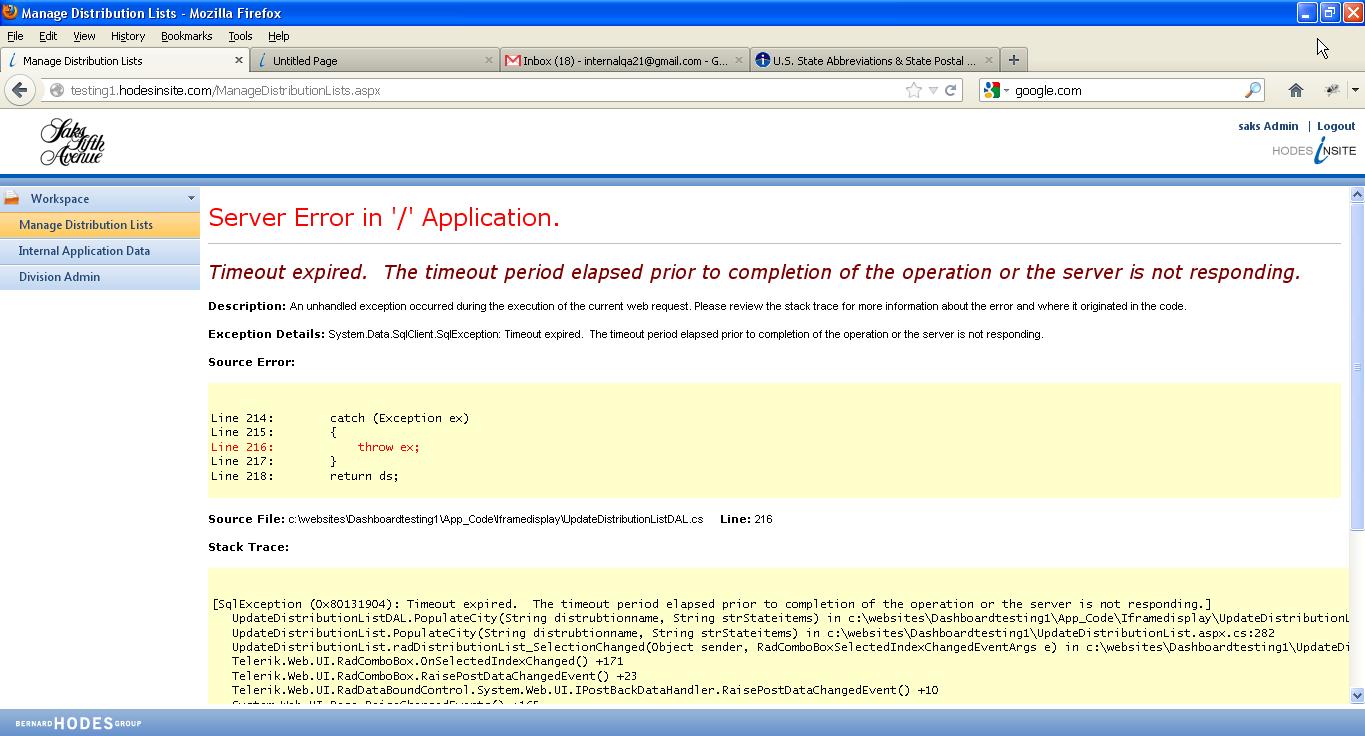 Manage Distribution Lists - Mozilla Firefox
File Edit View History Bookmarks Tools Help
Manage Distribution Lists
Untitled Page
Inbox (18) - internalqa21@gmail.com - G...
U.S. State Abbreviations & State Postal ...
testing1.hodesinsite.com/ManageDistributionLists.aspx
google.com
Saks Fifth Avenue
saks Admin | Logout
HODES iNSITE
Workspace
Manage Distribution Lists
Internal Application Data
Division Admin
Server Error in '/' Application.
Timeout expired.  The timeout period elapsed prior to completion of the operation or the server is not responding.
Description: An unhandled exception occurred during the execution of the current web request. Please review the stack trace for more information about the error and where it originated in the code.
Exception Details: System.Data.SqlClient.SqlException: Timeout expired.  The timeout period elapsed prior to completion of the operation or the server is not responding.
Source Error:
Line 214:        catch (Exception ex)
Line 215:        {
Line 216:            throw ex;
Line 217:        }
Line 218:        return ds;
Source File: c:\websites\Dashboardtesting1\App_Code\Iframedisplay\UpdateDistributionListDAL.cs    Line: 216
Stack Trace:
[SqlException (0x80131904): Timeout expired.  The timeout period elapsed prior to completion of the operation or the server is not responding.]
UpdateDistributionListDAL.PopulateCity(String distrubtionname, String strStateitems) in c:\websites\Dashboardtesting1\App_Code\Iframedisplay\UpdateDistributionL
UpdateDistributionList.PopulateCity(String distrubtionname, String strStateitems) in c:\websites\Dashboardtesting1\UpdateDistributionList.aspx.cs:282
UpdateDistributionList.radDistributionList_SelectionChanged(Object sender, RadComboBoxSelectedIndexChangedEventArgs e) in c:\websites\Dashboardtesting1\UpdateDi
Telerik.Web.UI.RadComboBox.OnSelectedIndexChanged() +171
Telerik.Web.UI.RadComboBox.RaisePostDataChangedEvent() +23
Telerik.Web.UI.RadDataBoundControl.System.Web.UI.IPostBackDataHandler.RaisePostDataChangedEvent() +10
System.Web.UI.Page.RaiseChangedEvents() +165
BERNARD HODES GROUP